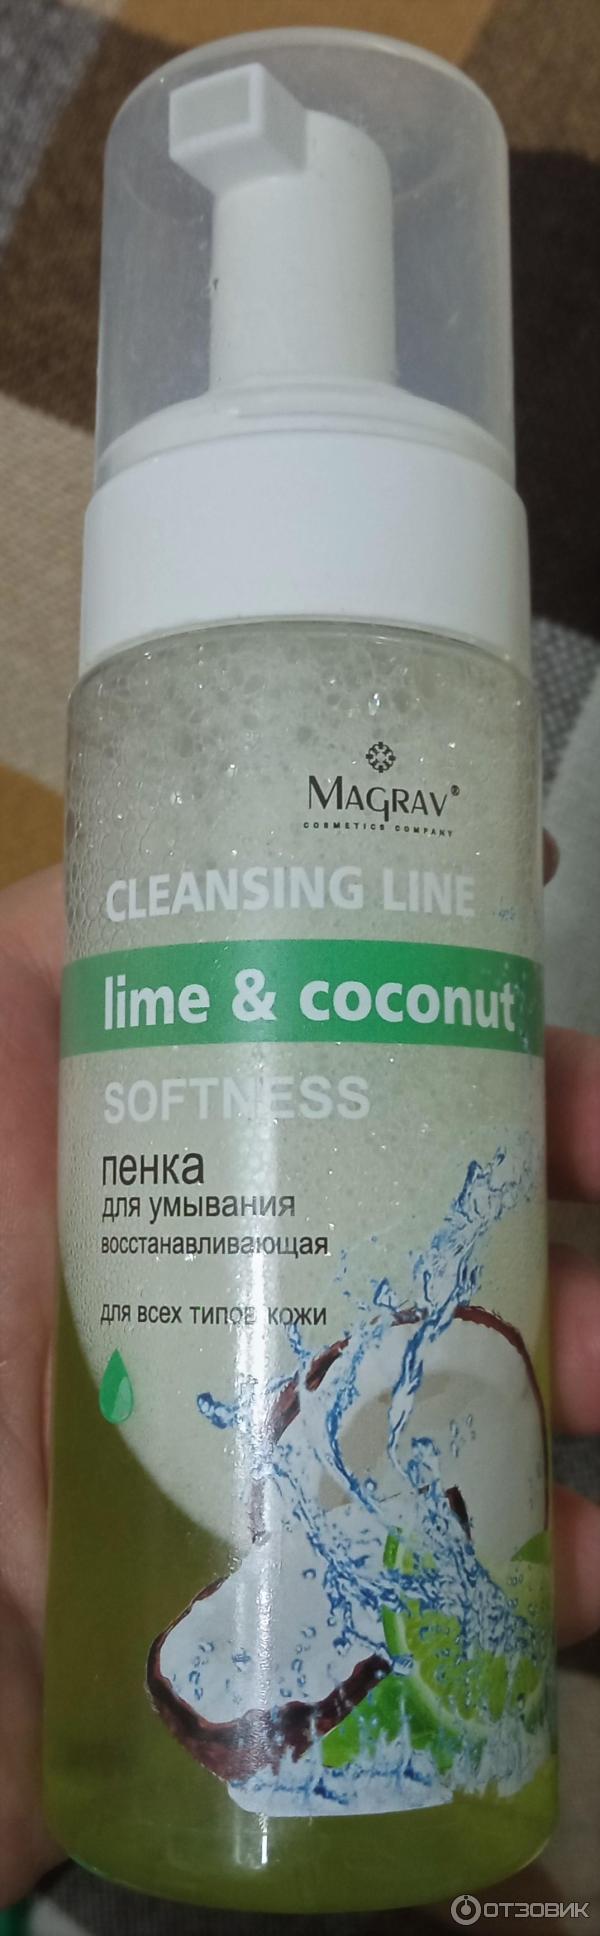 MAGRAV®
COSMETICS COMPANY
CLEANSING LINE
lime & coconut
SOFTNESS
пенка
для умывания
восстанавливающая
для всех типов кожи
ОТЗОВИК